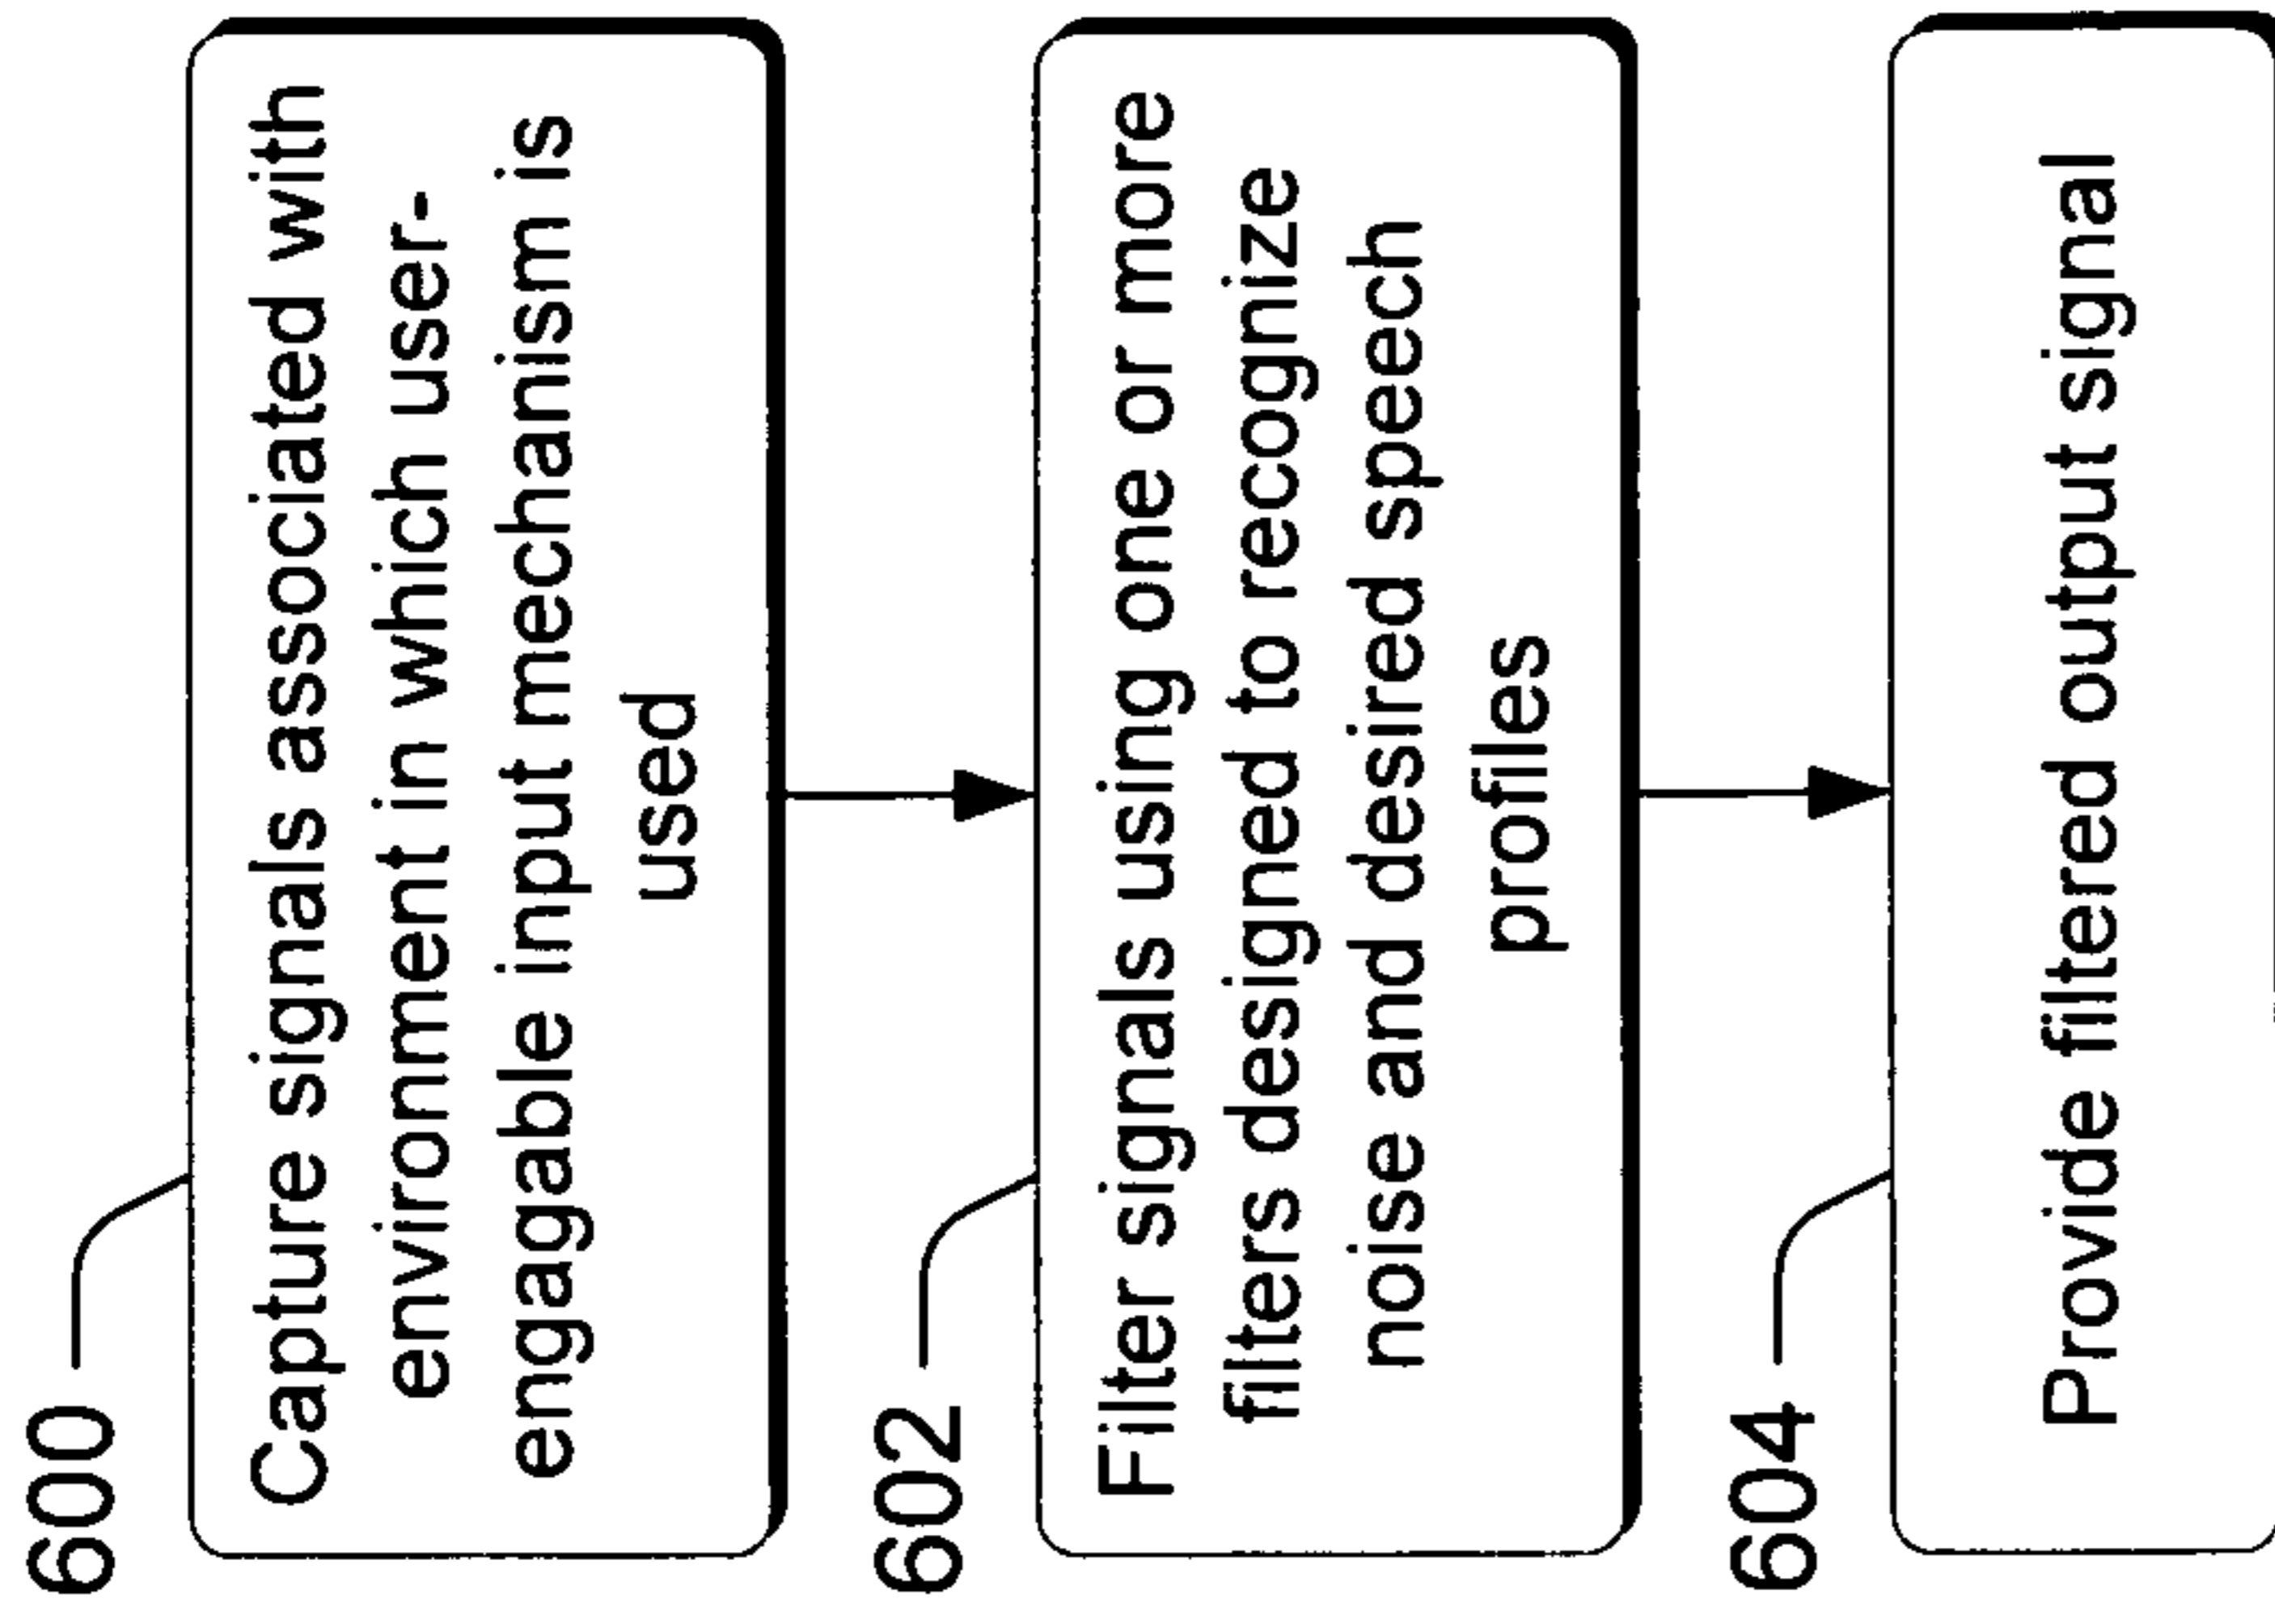 600
Capture signals associated with
environment in which user-
engagable input mechanism is
used
602
Filter signals using one or more
filters designed to recognize
noise and desired speech
profiles
604
Provide filtered output signal